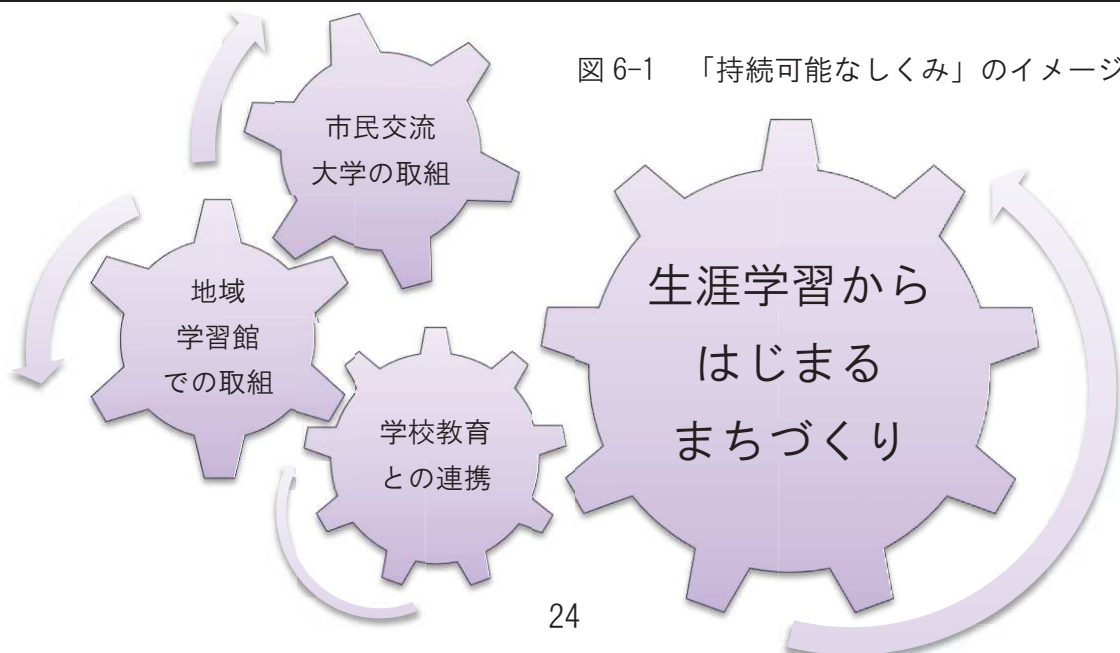 図 6-1　「持続可能なしくみ」のイメージ
市民交流
大学の取組
地域
学習館
での取組
学校教育
との連携
生涯学習から
はじまる
まちづくり
24